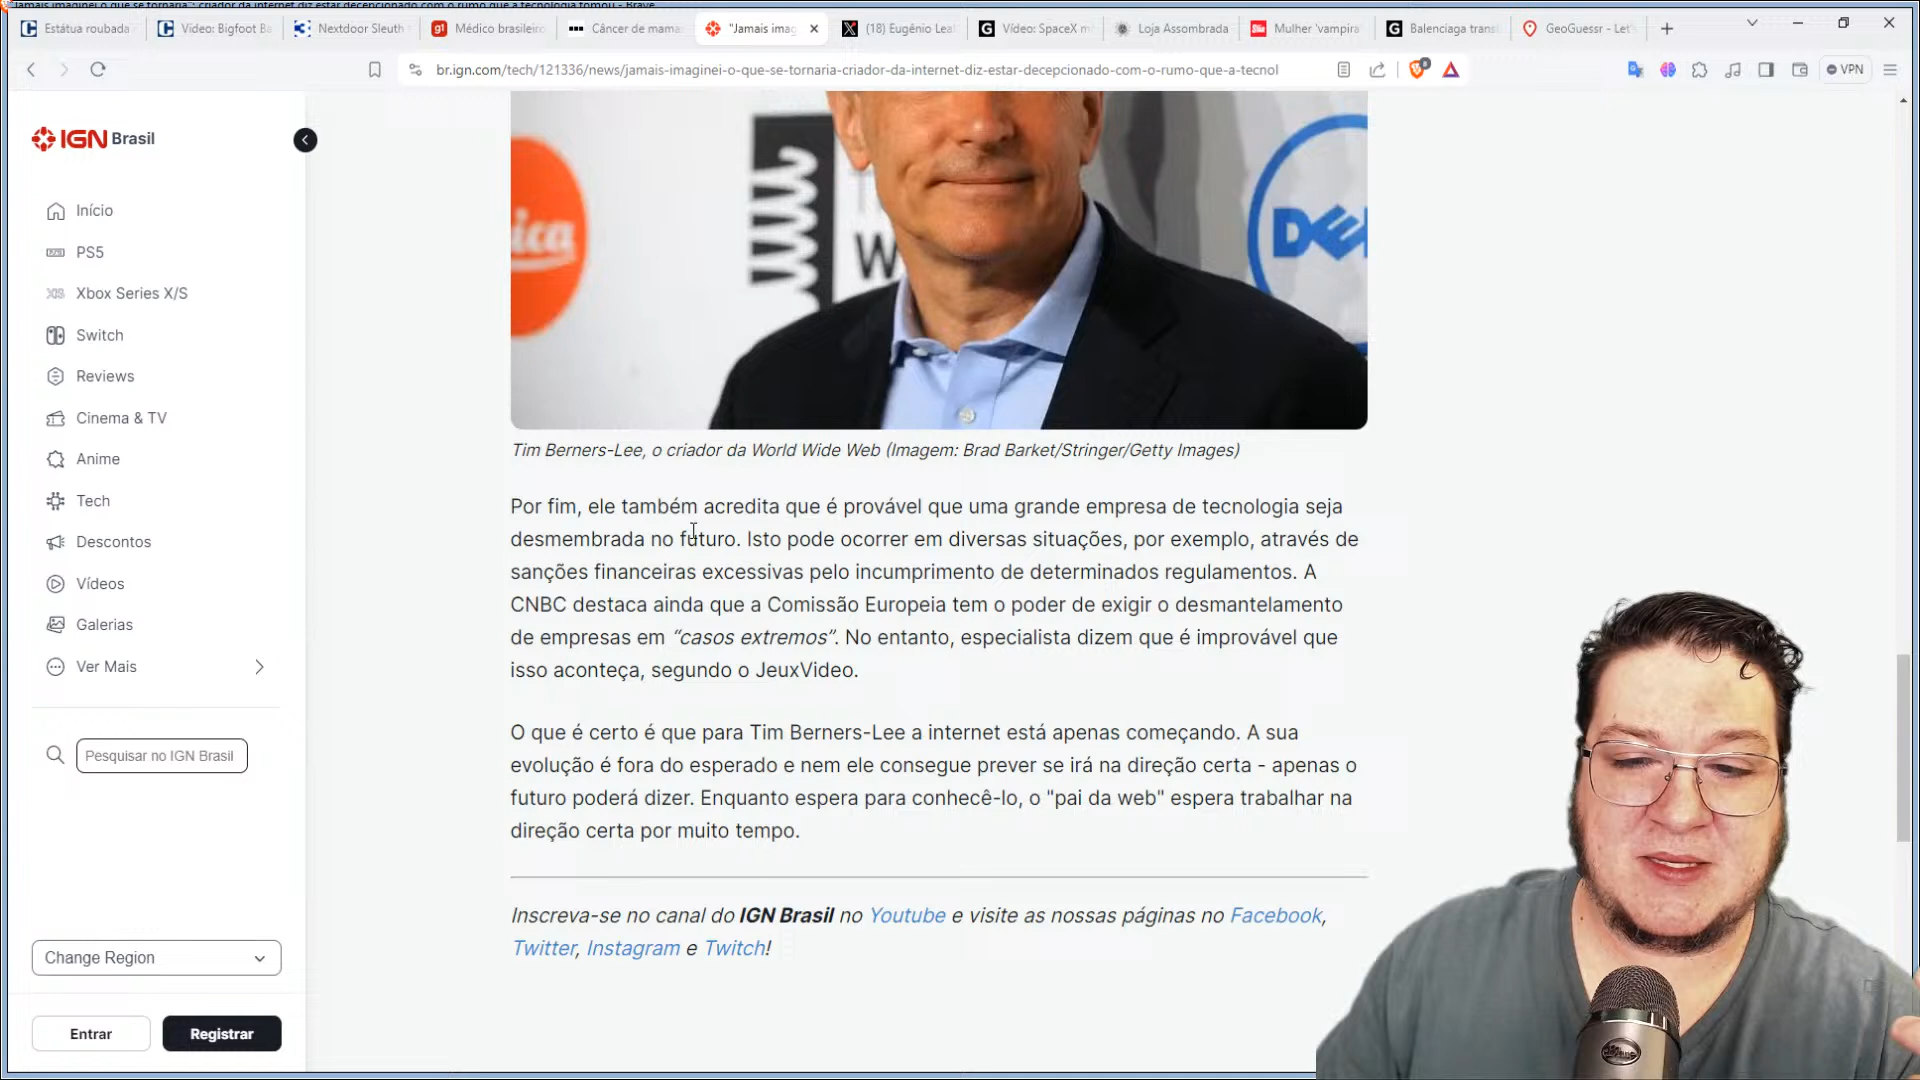 "Jamais imaginei o que se tornaria": criador da internet diz estar decepcionado com o rumo que a tecnologia tomou - Brave
Estátua roubada
Vídeo: Bigfoot Ba
Nextdoor Sleuth
g1 Médico brasileiro
Câncer de mama
"Jamais imag
(18) Eugênio Leal
Vídeo: SpaceX m
Loja Assombrada
Mulher 'vampira'
Balenciaga trans
GeoGuessr - Let's
br.ign.com/tech/121336/news/jamais-imaginei-o-que-se-tornaria-criador-da-internet-diz-estar-decepcionado-com-o-rumo-que-a-tecnol
VPN
IGN Brasil
Início
PS5
Xbox Series X/S
Switch
Reviews
Cinema & TV
Anime
Tech
Descontos
Vídeos
Galerias
Ver Mais
Pesquisar no IGN Brasil
Change Region
Entrar
Registrar
ica
W
DEL
Tim Berners-Lee, o criador da World Wide Web (Imagem: Brad Barket/Stringer/Getty Images)
Por fim, ele também acredita que é provável que uma grande empresa de tecnologia seja
desmembrada no futuro. Isto pode ocorrer em diversas situações, por exemplo, através de
sanções financeiras excessivas pelo incumprimento de determinados regulamentos. A
CNBC destaca ainda que a Comissão Europeia tem o poder de exigir o desmantelamento
de empresas em “casos extremos”. No entanto, especialista dizem que é improvável que
isso aconteça, segundo o JeuxVideo.
O que é certo é que para Tim Berners-Lee a internet está apenas começando. A sua
evolução é fora do esperado e nem ele consegue prever se irá na direção certa - apenas o
futuro poderá dizer. Enquanto espera para conhecê-lo, o "pai da web" espera trabalhar na
direção certa por muito tempo.
Inscreva-se no canal do IGN Brasil no Youtube e visite as nossas páginas no Facebook,
Twitter, Instagram e Twitch!